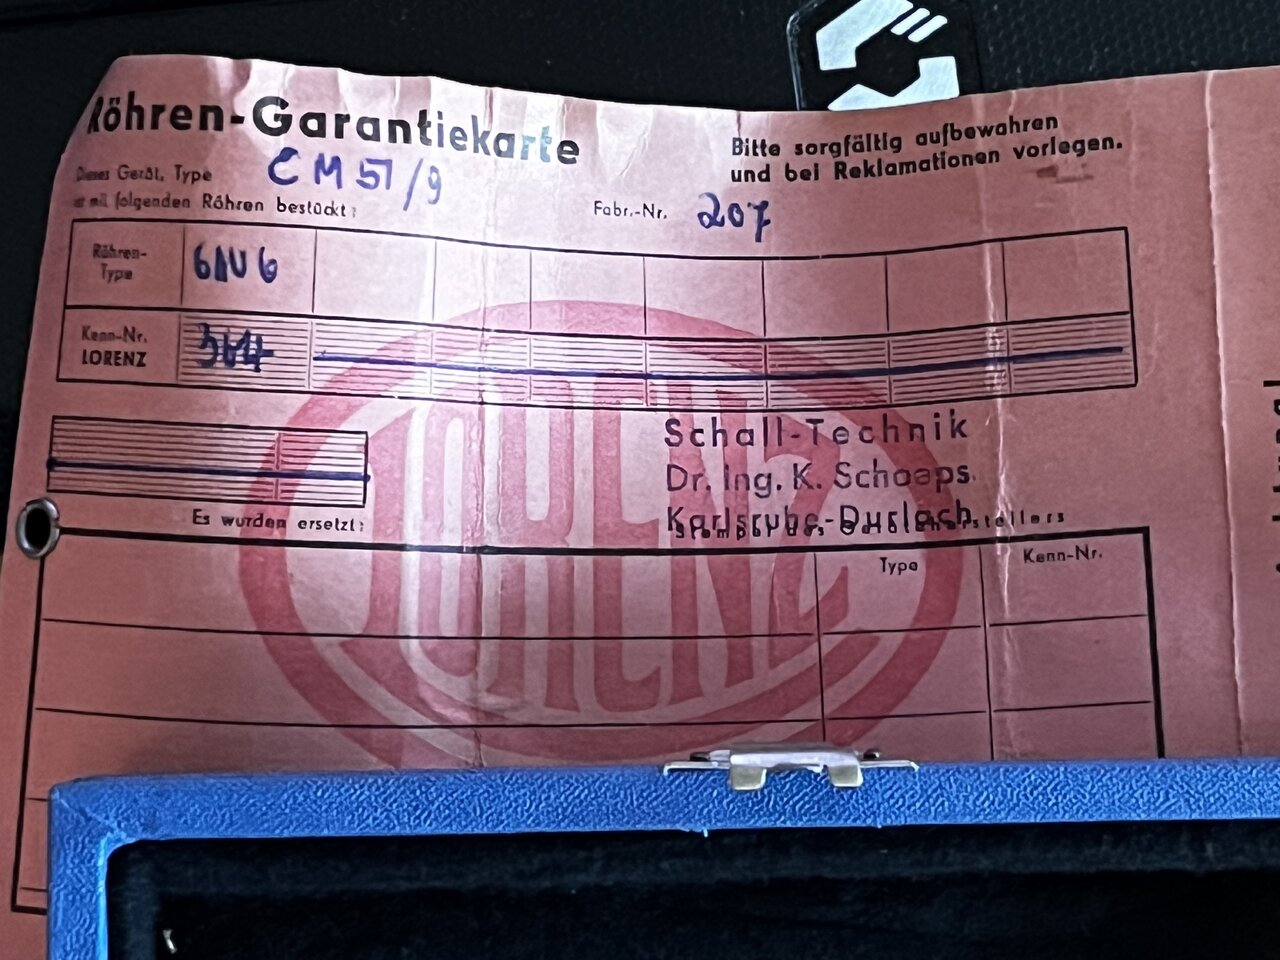 Röhren-Garantiekarte
Bitte sorgfältig aufbewahren
und bei Reklamationen vorlegen.
Dieses Gerät, Type CM 51/9
ist mit folgenden Röhren bestückt:
Fabr.-Nr. 207
Röhren-
Type
6AU6
Kenn-Nr.
LORENZ
LORENZ
Schall-Technik
Dr. Ing. K. Schoeps
Karlsruhe-Durlach
Es wurden ersetzt:
Type
Kenn-Nr.